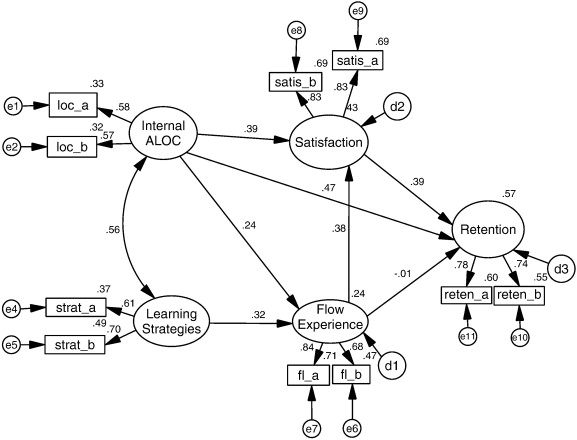 e9
e8
.69
.69
satis_a
satis_b
.83
.83
.43
d2
.33
e1
loc_a
.58
.32
.57
e2
loc_b
Internal
ALOC
.39
Satisfaction
.47
.39
.57
Retention
.56
.24
.38
-.01
.78
.74
.60
.55
d3
reten_a
reten_b
e11
e10
.37
e4
strat_a
.61
.49
.70
e5
strat_b
Learning
Strategies
.32
.24
Flow
Experience
.84
.71
.68
.47
d1
fl_a
fl_b
e7
e6